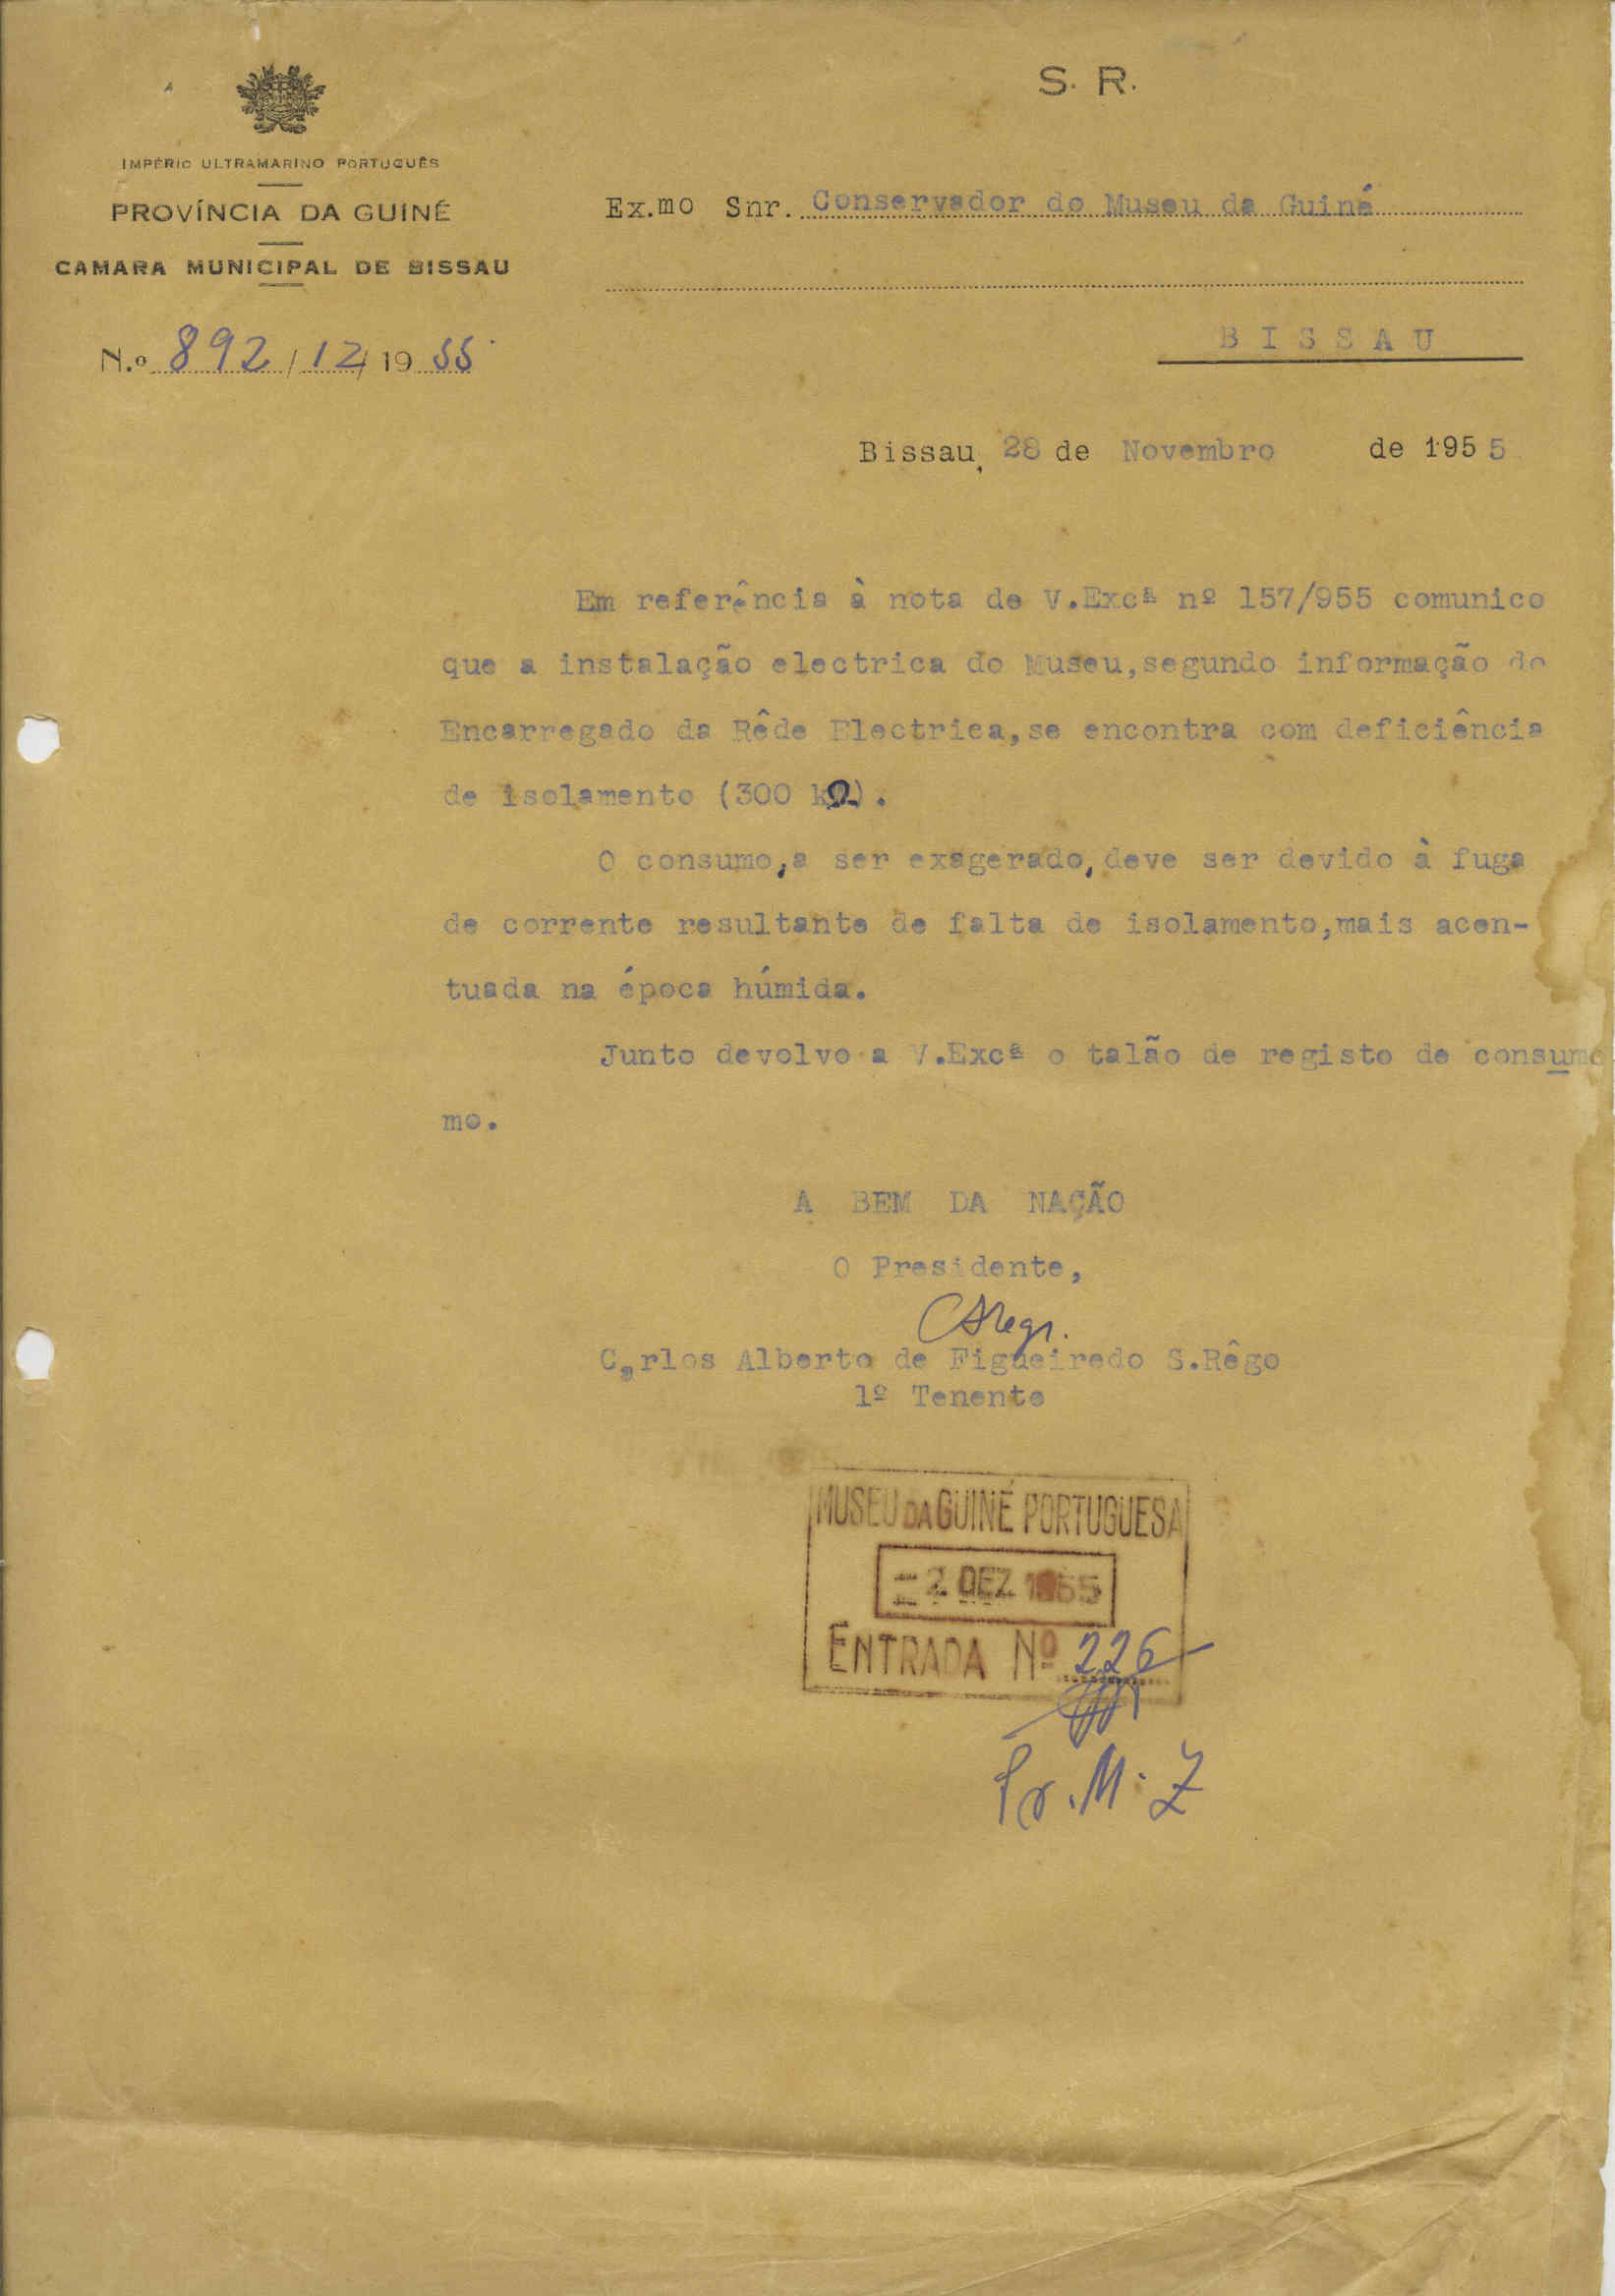 S. R.
IMPÉRIO ULTRAMARINO PORTUGUÊS
PROVÍNCIA DA GUINÉ
CAMARA MUNICIPAL DE BISSAU
N.o 892/12/1955
Ex.mo Snr. Conservador do Museu da Guiné
BISSAU
Bissau, 28 de Novembro de 1955
Em referência à nota de V.Excª nº 157/955 comunico
que a instalação electrica do Museu,segundo informação do
Encarregado da Rêde Electrica,se encontra com deficiência
de isolamento (300 kΩ).
O consumo,a ser exagerado,deve ser devido à fuga
de corrente resultante de falta de isolamento,mais acen-
tuada na época húmida.
Junto devolvo a V.Excª o talão de registo de consumo
mo.
A BEM DA NAÇÃO
O Presidente,
Carlos Alberto de Figueiredo S.Rêgo
1º Tenente
MUSEU DA GUINÉ PORTUGUESA
2 DEZ 1955
ENTRADA Nº 226